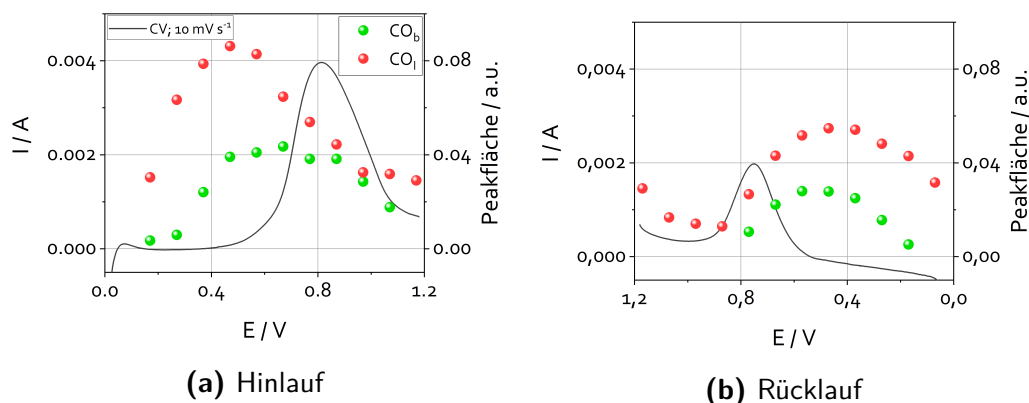 CV; 10 mV s⁻¹
CO_b
CO_l
0.004
0.002
0.000
I / A
0.08
0.04
0.00
Peakfläche / a.u.
0.0
0.4
0.8
1.2
E / V
(a) Hinlauf
0,004
0,002
0,000
I / A
0,08
0,04
0,00
Peakfläche / a.u.
1,2
0,8
0,4
0,0
E / V
(b) Rücklauf